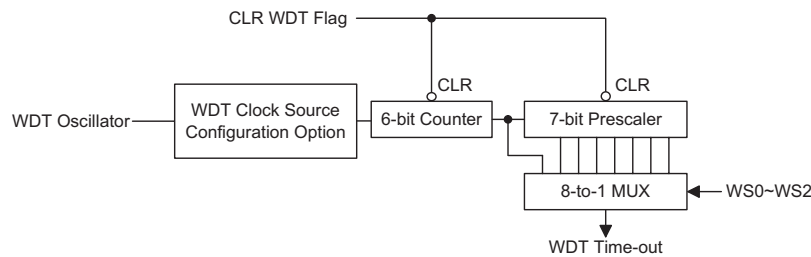 CLR WDT Flag
CLR
CLR
WDT Oscillator
WDT Clock Source
Configuration Option
6-bit Counter
7-bit Prescaler
8-to-1 MUX
WS0~WS2
WDT Time-out